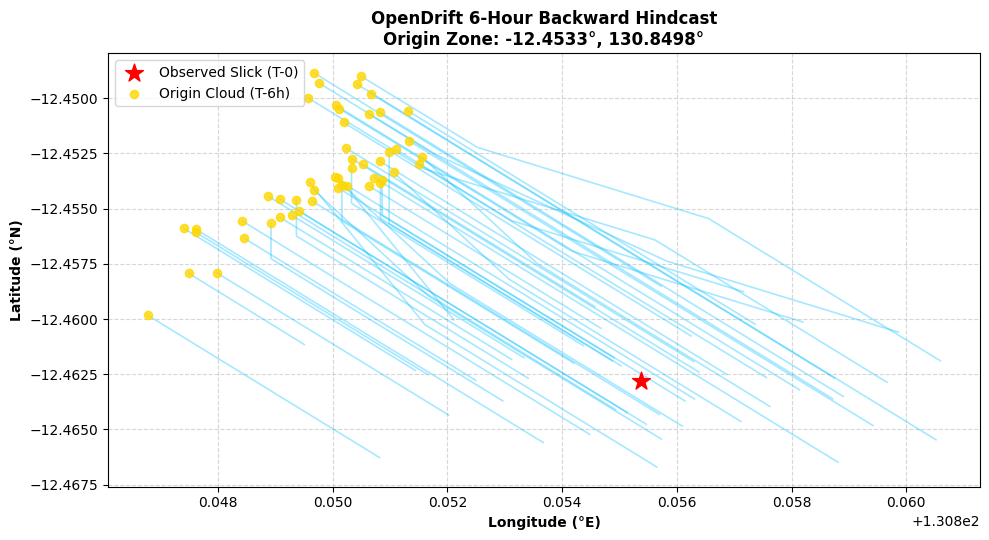 OpenDrift 6-Hour Backward Hindcast
Origin Zone: -12.4533°, 130.8498°
Observed Slick (T-0)
Origin Cloud (T-6h)
Latitude (°N)
−12.4500
−12.4525
−12.4550
−12.4575
−12.4600
−12.4625
−12.4650
−12.4675
0.048
0.050
0.052
0.054
0.056
0.058
0.060
+1.308e2
Longitude (°E)